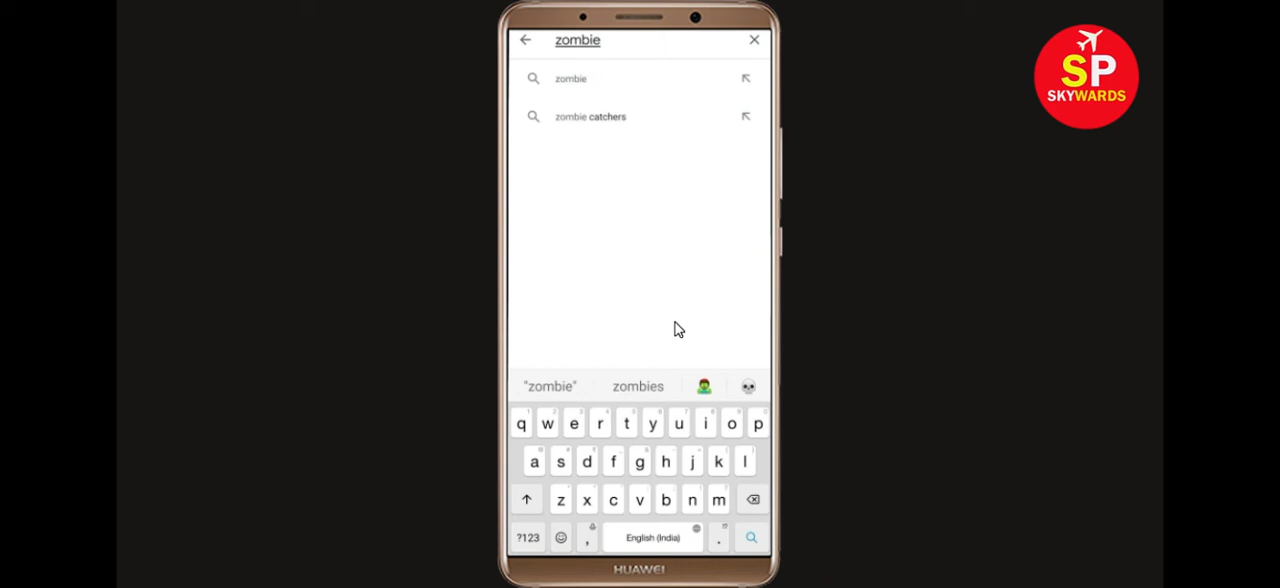 zombie
SP
SKYWARDS
zombie
zombie catchers
"zombie" zombies
q w e r t y u i o p
a s d f g h j k l
z x c v b n m
?123 , English (India) .
HUAWEI